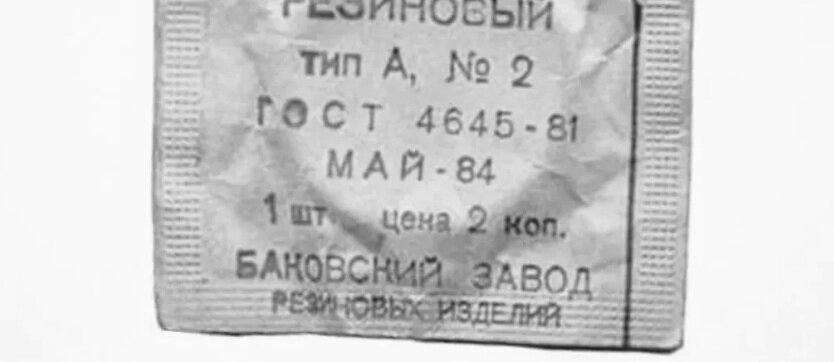 РЕЗИНОВЫЙ
тип А, № 2
ГОСТ 4645-81
МАЙ-84
1 шт. цена 2 коп.
БАКОВСКИЙ ЗАВОД
РЕЗИНОВЫХ ИЗДЕЛИЙ